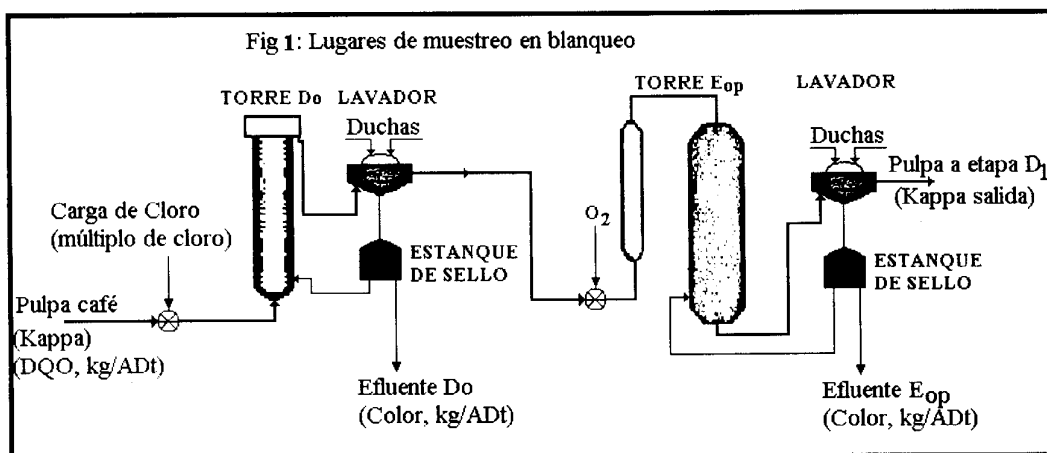 Fig 1: Lugares de muestreo en blanqueo
TORRE Do
LAVADOR
Duchas
TORRE Eop
LAVADOR
Duchas
Pulpa a etapa D1
(Kappa salida)
Carga de Cloro
(múltiplo de cloro)
O2
ESTANQUE
DE SELLO
ESTANQUE
DE SELLO
Pulpa café
(Kappa)
(DQO, kg/ADt)
Efluente Do
(Color, kg/ADt)
Efluente Eop
(Color, kg/ADt)